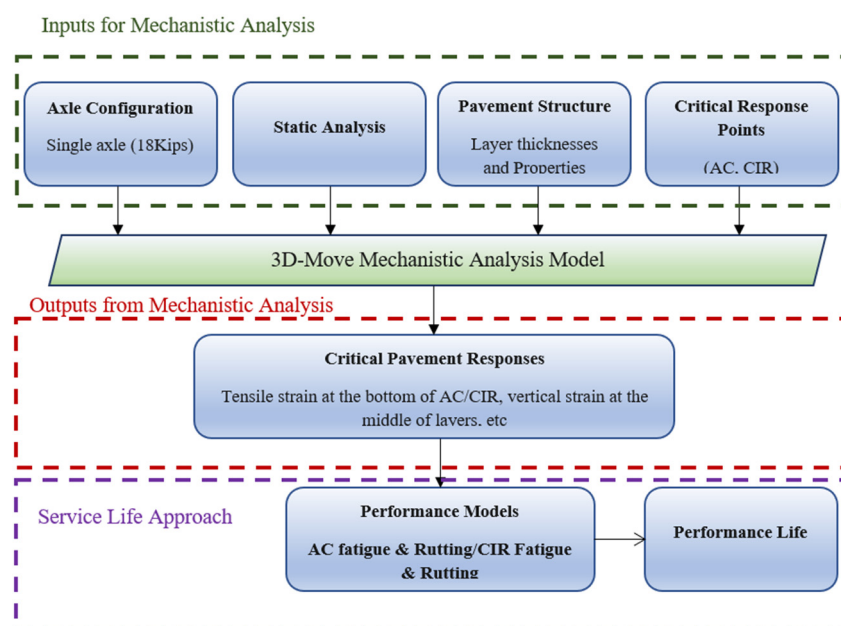 Inputs for Mechanistic Analysis
Axle Configuration
Single axle (18Kips)
Static Analysis
Pavement Structure
Layer thicknesses
and Properties
Critical Response
Points
(AC, CIR)
3D-Move Mechanistic Analysis Model
Outputs from Mechanistic Analysis
Critical Pavement Responses
Tensile strain at the bottom of AC/CIR, vertical strain at the
middle of layers, etc
Service Life Approach
Performance Models
AC fatigue & Rutting/CIR Fatigue
& Rutting
Performance Life